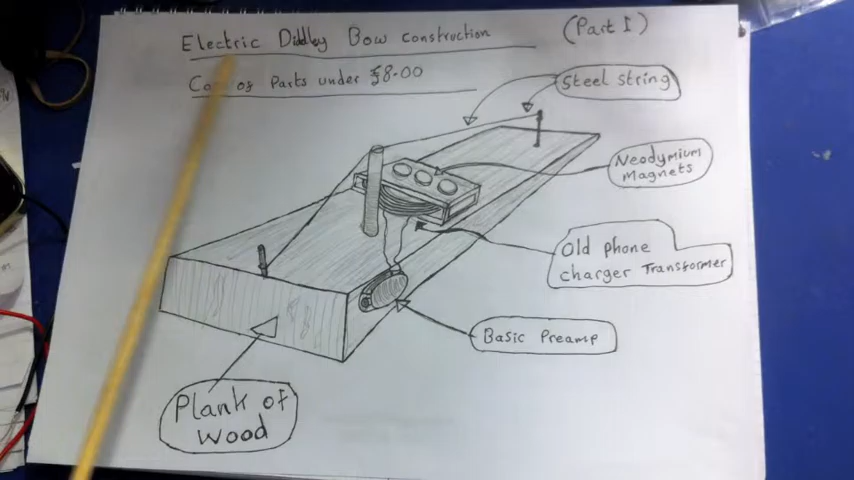 Electric Diddley Bow construction (Part I)
of Parts under £8.00
Steel string
Neodymium
Magnets
Old phone
charger Transformer
Basic Preamp
Plank of
wood